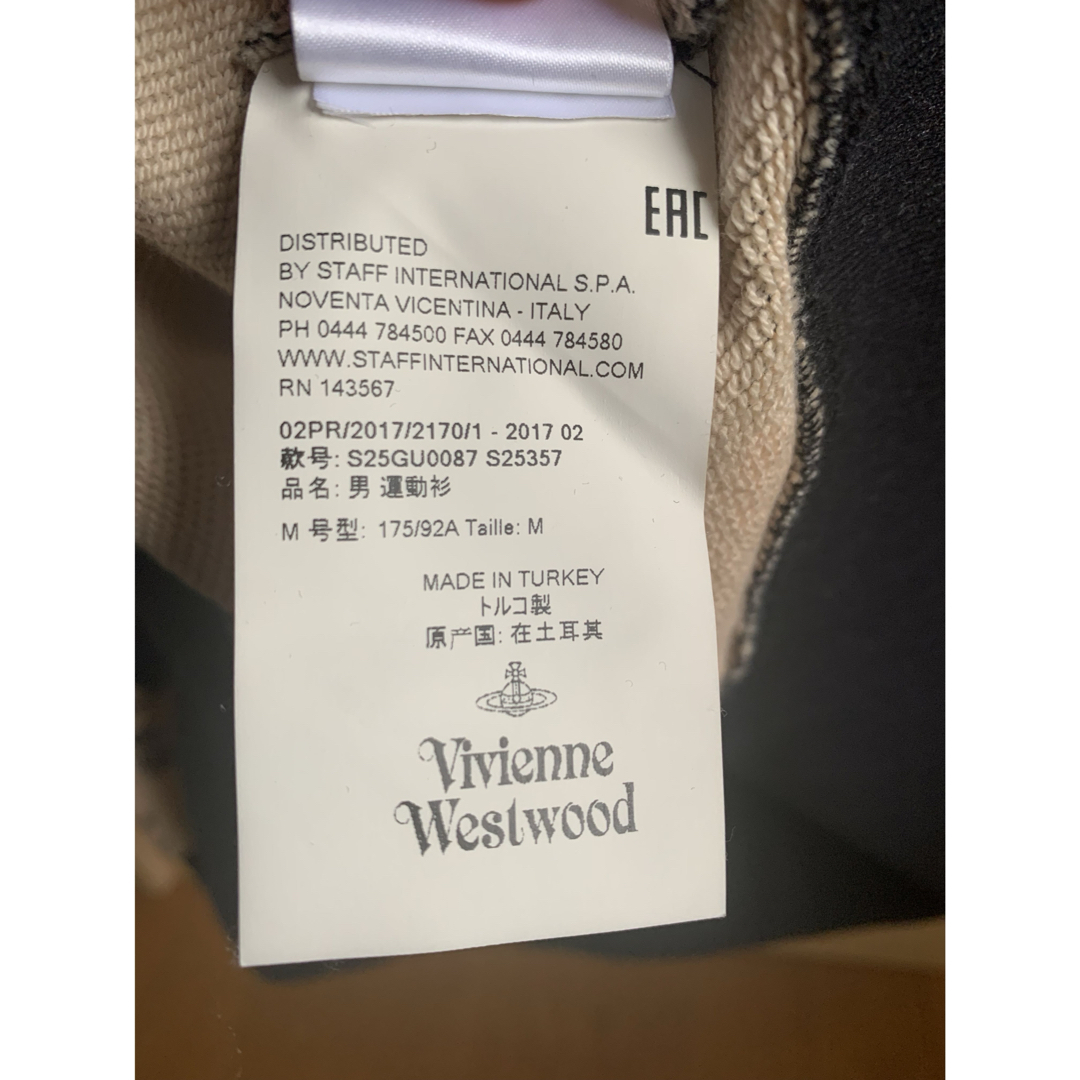 EAC
DISTRIBUTED
BY STAFF INTERNATIONAL S.P.A.
NOVENTA VICENTINA - ITALY
PH 0444 784500 FAX 0444 784580
WWW.STAFFINTERNATIONAL.COM
RN 143567
02PR/2017/2170/1 - 2017 02
款号: S25GU0087 S25357
品名: 男 運動衫
M 号型: 175/92A Taille: M
MADE IN TURKEY
トルコ製
原产国: 在土耳其
Vivienne
Westwood